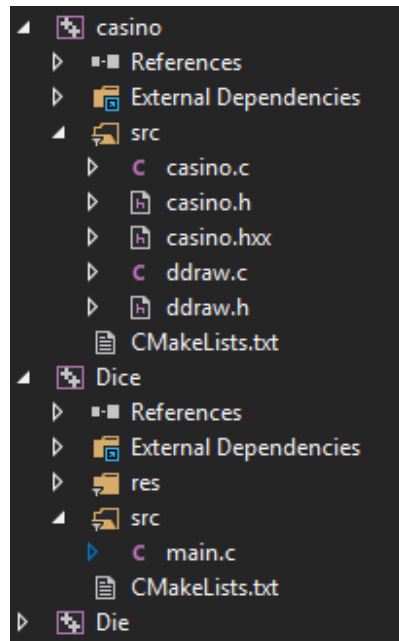 casino
References
External Dependencies
src
C casino.c
h casino.h
h casino.hxx
C ddraw.c
h ddraw.h
CMakeLists.txt
Dice
References
External Dependencies
res
src
C main.c
CMakeLists.txt
Die